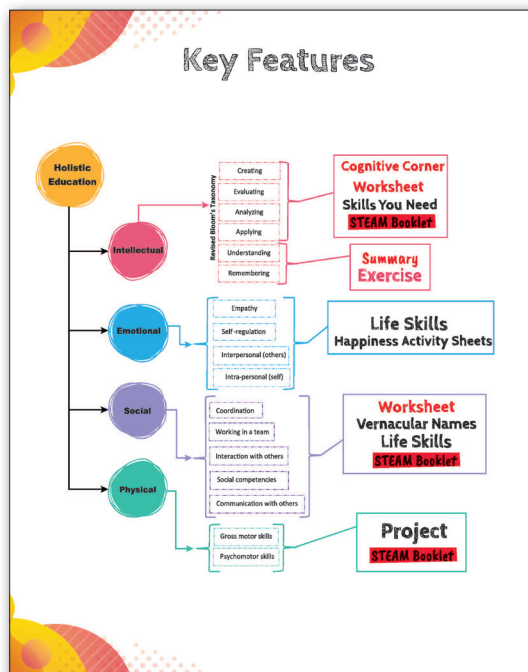 Key Features
Holistic
Education
Intellectual
Revised Bloom's Taxonomy
Creating
Evaluating
Analyzing
Applying
Understanding
Remembering
Cognitive Corner
Worksheet
Skills You Need
STEAM Booklet
Summary
Exercise
Emotional
Empathy
Self-regulation
Interpersonal (others)
Intra-personal (self)
Life Skills
Happiness Activity Sheets
Social
Coordination
Working in a team
Interaction with others
Social competencies
Communication with others
Worksheet
Vernacular Names
Life Skills
STEAM Booklet
Physical
Gross motor skills
Psychomotor skills
Project
STEAM Booklet